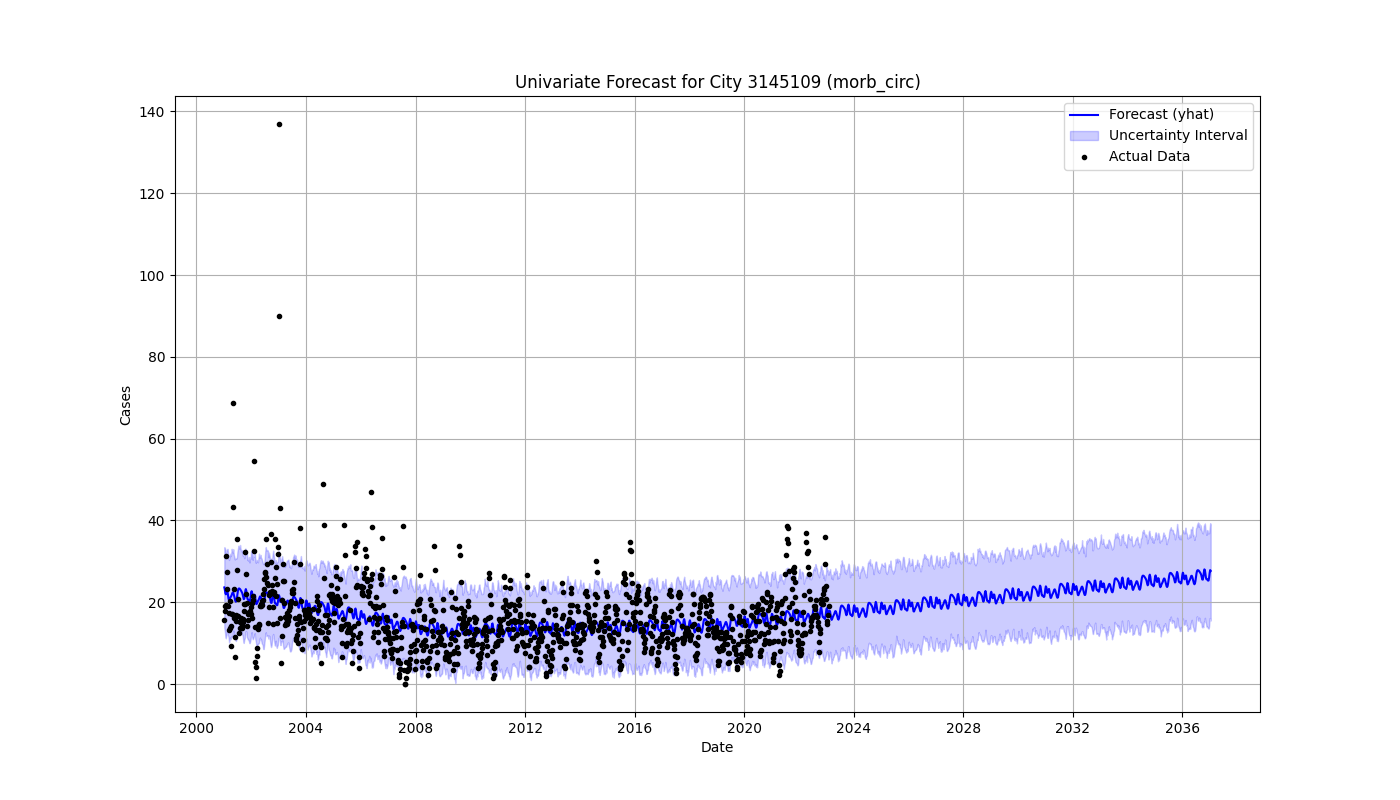 Univariate Forecast for City 3145109 (morb_circ)
Forecast (yhat)
Uncertainty Interval
Actual Data
Cases
140
120
100
80
60
40
20
0
2000 2004 2008 2012 2016 2020 2024 2028 2032 2036
Date